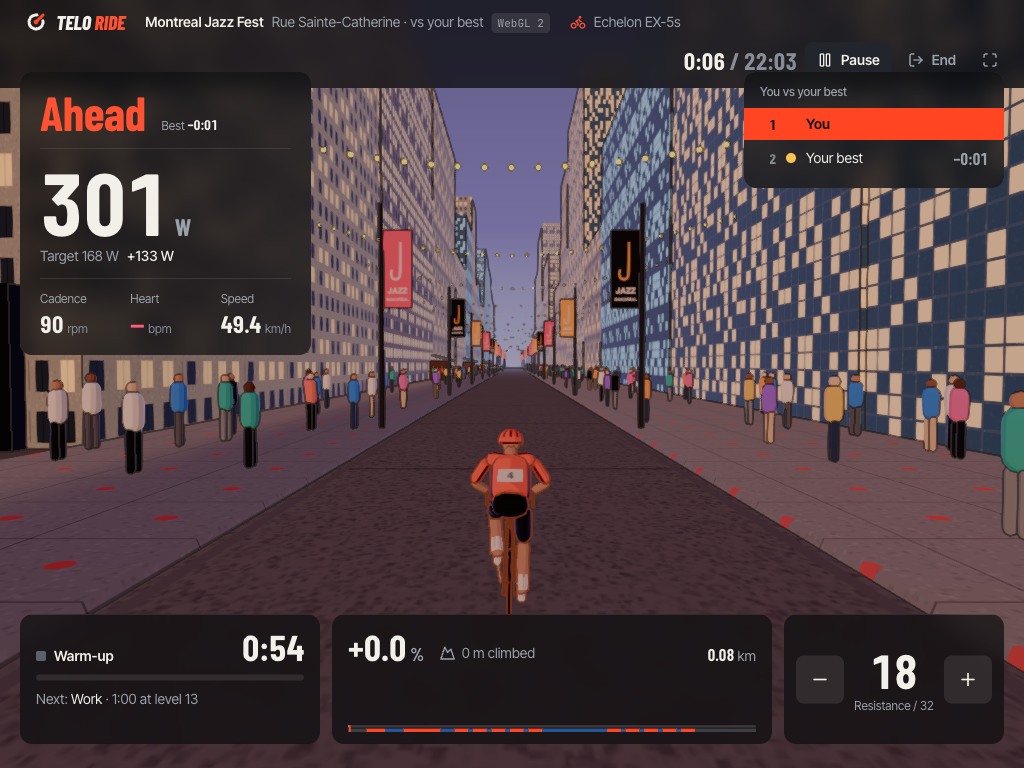 TELO RIDE Montreal Jazz Fest Rue Sainte-Catherine · vs your best WebGL 2 Echelon EX-5s
0:06 / 22:03 Pause End
Ahead Best −0:01
301 W
Target 168 W +133 W
Cadence Heart Speed
90 rpm — bpm 49.4 km/h
You vs your best
1 You
2 Your best −0:01
J
JAZZ
J
JAZZ
4
Warm-up 0:54
Next: Work · 1:00 at level 13
+0.0 % 0 m climbed 0.08 km
− 18 +
Resistance / 32